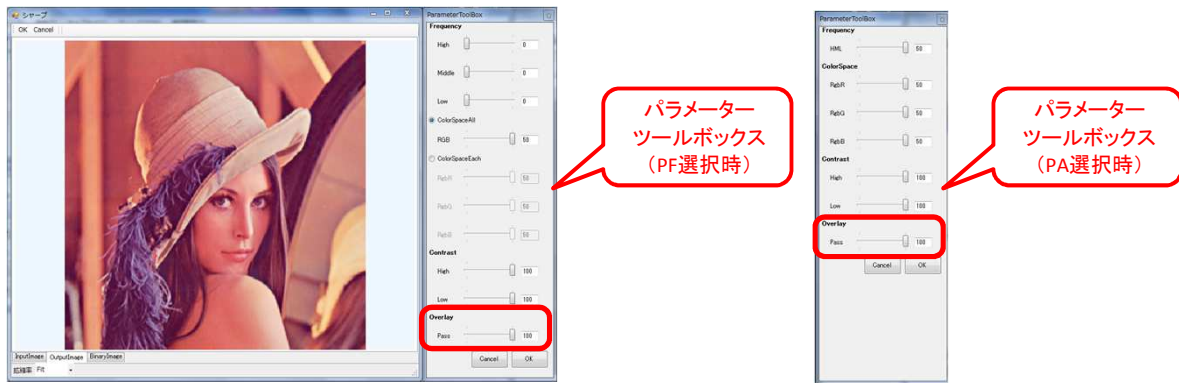 シャープ
OK Cancel
InputImage OutputImage BinaryImage
拡縮率 Fit
ParameterToolBox
Frequency
High 0
Middle 0
Low 0
ColorSpaceAll
RGB 50
ColorSpaceEach
RgbR 50
RgbG 50
RgbB 50
Contrast
High 100
Low 100
Overlay
Pass 100
Cancel OK
パラメーター
ツールボックス
（PF選択時）
ParameterToolBox
Frequency
HML 50
ColorSpace
RgbR 50
RgbG 50
RgbB 50
Contrast
High 100
Low 100
Overlay
Pass 100
Cancel OK
パラメーター
ツールボックス
（PA選択時）